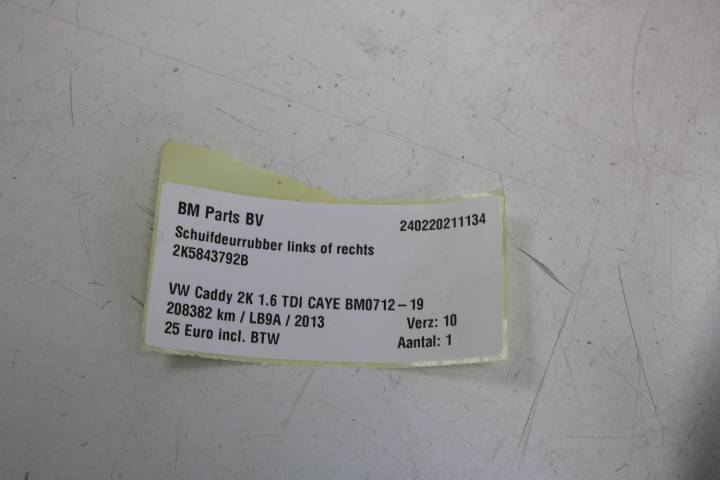 BM Parts BV 240220211134
Schuifdeurrubber links of rechts
2K5843792B
VW Caddy 2K 1.6 TDI CAYE BM0712-19
208382 km / LB9A / 2013 Verz: 10
25 Euro incl. BTW Aantal: 1